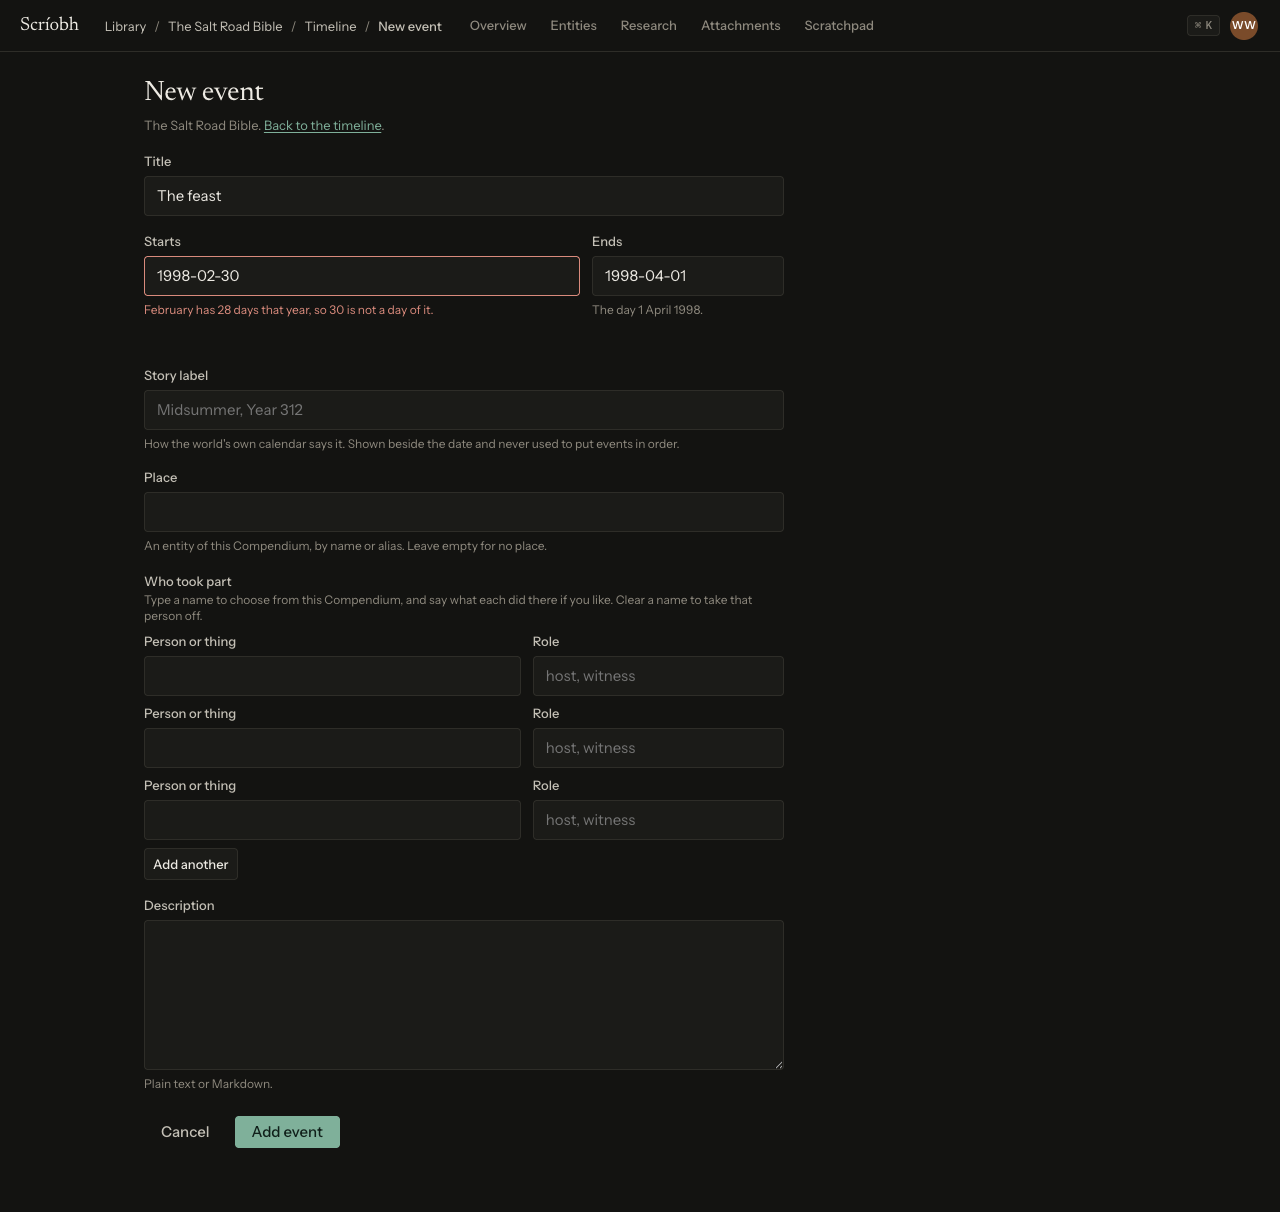 Scríobh Library / The Salt Road Bible / Timeline / New event Overview Entities Research Attachments Scratchpad ⌘ K WW
New event
The Salt Road Bible. Back to the timeline.
Title
The feast
Starts Ends
1998-02-30 1998-04-01
February has 28 days that year, so 30 is not a day of it. The day 1 April 1998.
Story label
Midsummer, Year 312
How the world's own calendar says it. Shown beside the date and never used to put events in order.
Place
An entity of this Compendium, by name or alias. Leave empty for no place.
Who took part
Type a name to choose from this Compendium, and say what each did there if you like. Clear a name to take that
person off.
Person or thing Role
host, witness
Person or thing Role
host, witness
Person or thing Role
host, witness
Add another
Description
Plain text or Markdown.
Cancel Add event